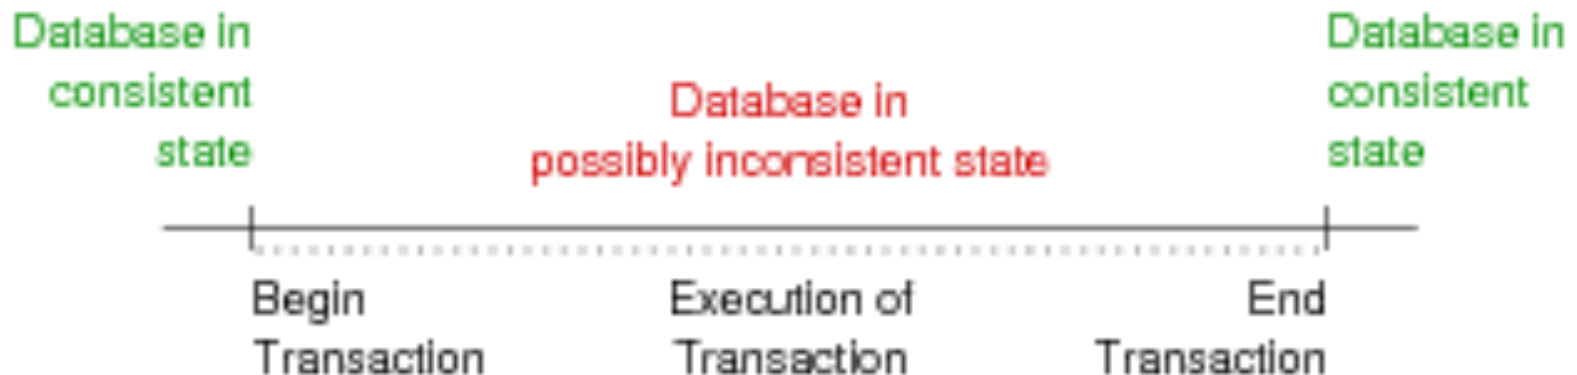 Database in
consistent
state
Database in
possibly inconsistent state
Database in
consistent
state
Begin
Transaction
Execution of
Transaction
End
Transaction